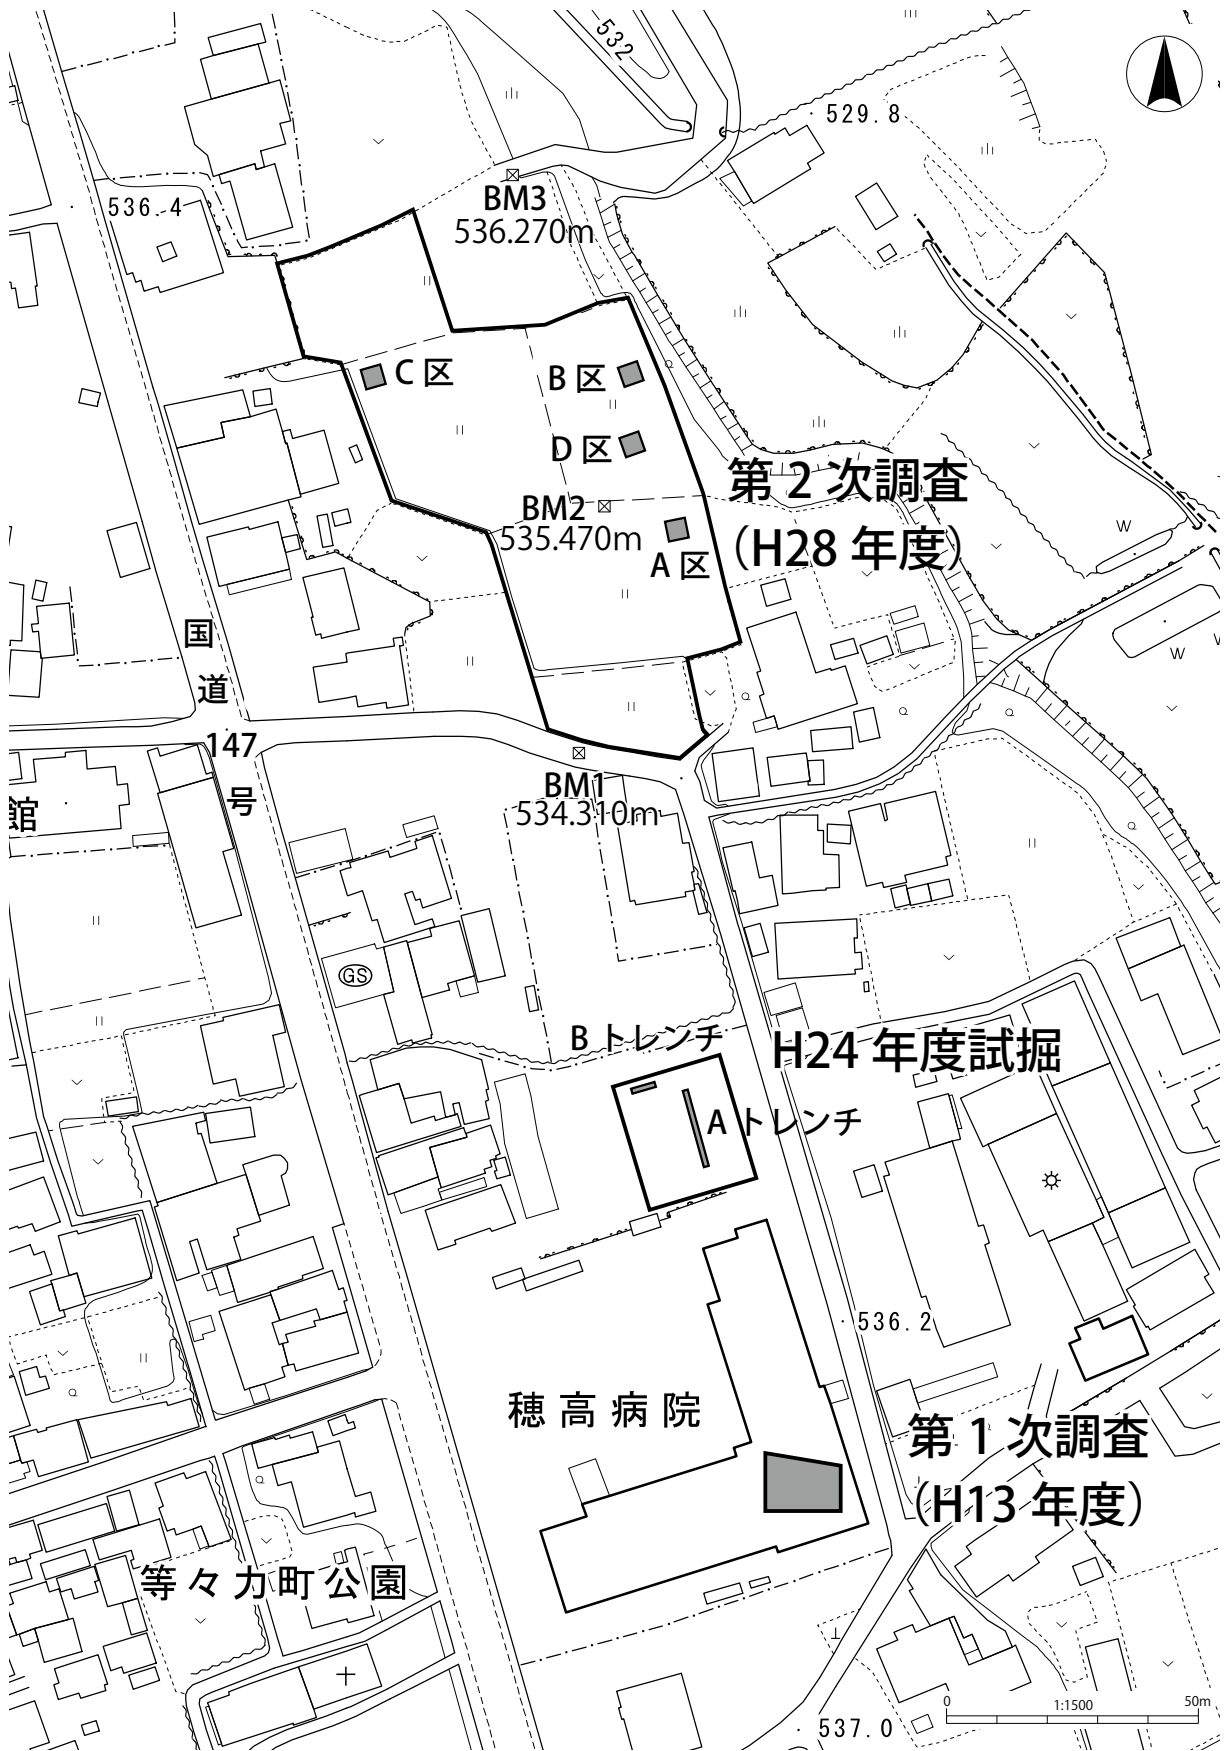 532
529.8
536.4
BM3
536.270m
C 区
B 区
D 区
第 2 次調査
(H28 年度)
BM2
535.470m
A 区
W
W
W
国
道
147
号
BM1
534.310m
館
GS
B トレンチ
H24 年度試掘
A トレンチ
536.2
穂高病院
第 1 次調査
(H13 年度)
等々力町公園
0
1:1500
50m
537.0